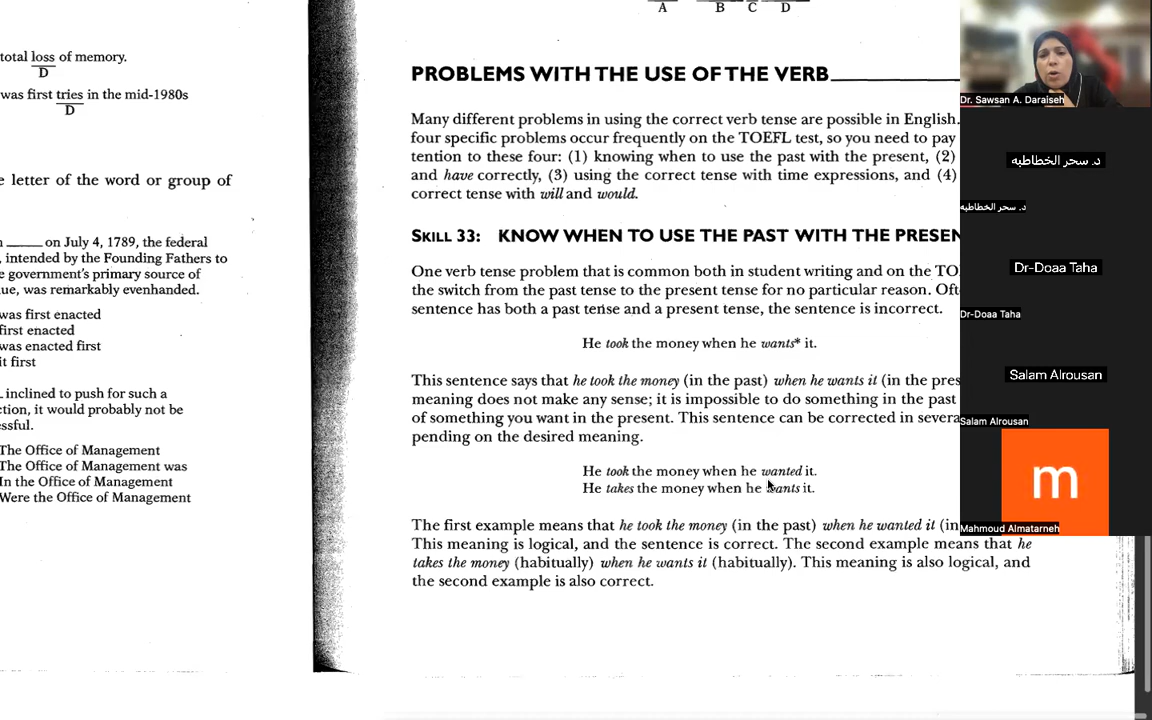 total loss of memory.
D
was first tries in the mid-1980s
D
e letter of the word or group of
on July 4, 1789, the federal
, intended by the Founding Fathers to
e government's primary source of
ue, was remarkably evenhanded.
was first enacted
first enacted
was enacted first
it first
inclined to push for such a
ction, it would probably not be
essful.
The Office of Management
The Office of Management was
In the Office of Management
Were the Office of Management
A B C D
PROBLEMS WITH THE USE OF THE VERB
Many different problems in using the correct verb tense are possible in English.
four specific problems occur frequently on the TOEFL test, so you need to pay
tention to these four: (1) knowing when to use the past with the present, (2)
and have correctly, (3) using the correct tense with time expressions, and (4)
correct tense with will and would.
SKILL 33: KNOW WHEN TO USE THE PAST WITH THE PRESEN
One verb tense problem that is common both in student writing and on the TO
the switch from the past tense to the present tense for no particular reason. Oft
sentence has both a past tense and a present tense, the sentence is incorrect.
He took the money when he wants* it.
This sentence says that he took the money (in the past) when he wants it (in the pres
meaning does not make any sense; it is impossible to do something in the past
of something you want in the present. This sentence can be corrected in severa
pending on the desired meaning.
He took the money when he wanted it.
He takes the money when he wants it.
The first example means that he took the money (in the past) when he wanted it (in
This meaning is logical, and the sentence is correct. The second example means that he
takes the money (habitually) when he wants it (habitually). This meaning is also logical, and
the second example is also correct.
Dr. Sawsan A. Daraiseh
د. سحر الخطاطبه
د. سحر الخطاطبه
Dr-Doaa Taha
Dr-Doaa Taha
Salam Alrousan
Salam Alrousan
m
Mahmoud Almatarneh